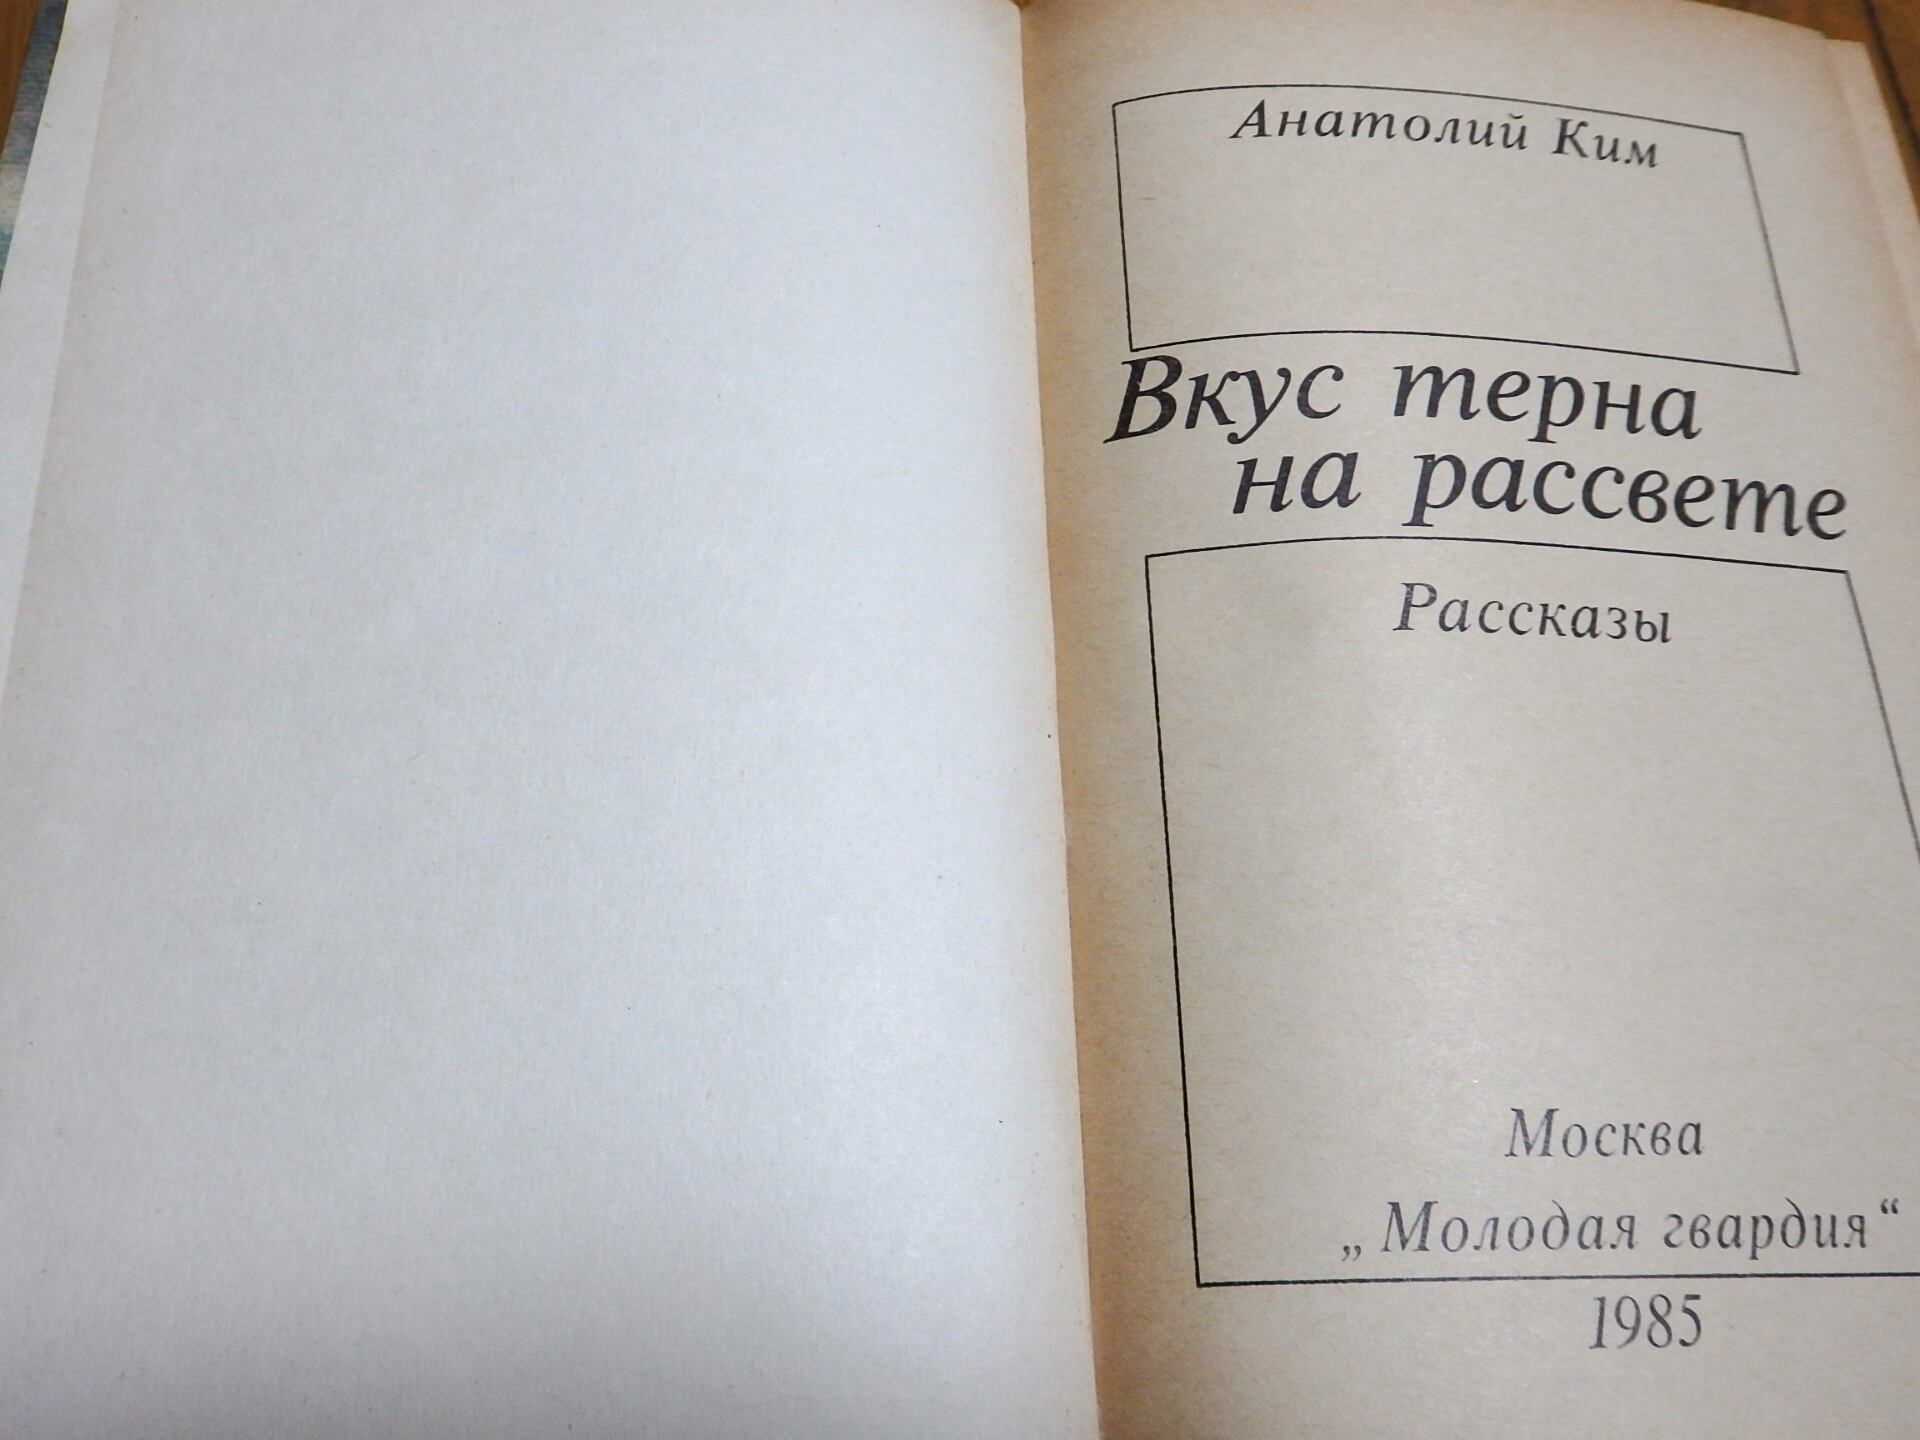 Анатолий Ким
Вкус терна
на рассвете
Рассказы
Москва
„Молодая гвардия“
1985